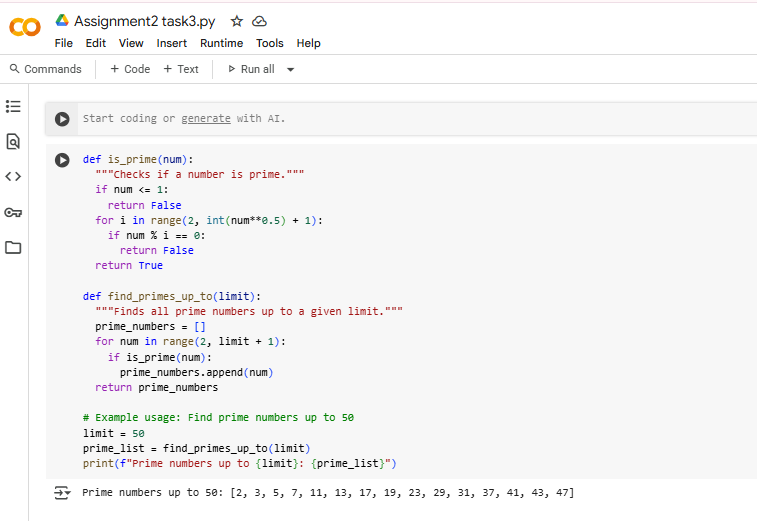 CO
Assignment2 task3.py
File Edit View Insert Runtime Tools Help
Commands + Code + Text Run all
Start coding or generate with AI.
def is_prime(num):
  """Checks if a number is prime."""
  if num <= 1:
    return False
  for i in range(2, int(num**0.5) + 1):
    if num % i == 0:
      return False
  return True

def find_primes_up_to(limit):
  """Finds all prime numbers up to a given limit."""
  prime_numbers = []
  for num in range(2, limit + 1):
    if is_prime(num):
      prime_numbers.append(num)
  return prime_numbers

# Example usage: Find prime numbers up to 50
limit = 50
prime_list = find_primes_up_to(limit)
print(f"Prime numbers up to {limit}: {prime_list}")
Prime numbers up to 50: [2, 3, 5, 7, 11, 13, 17, 19, 23, 29, 31, 37, 41, 43, 47]